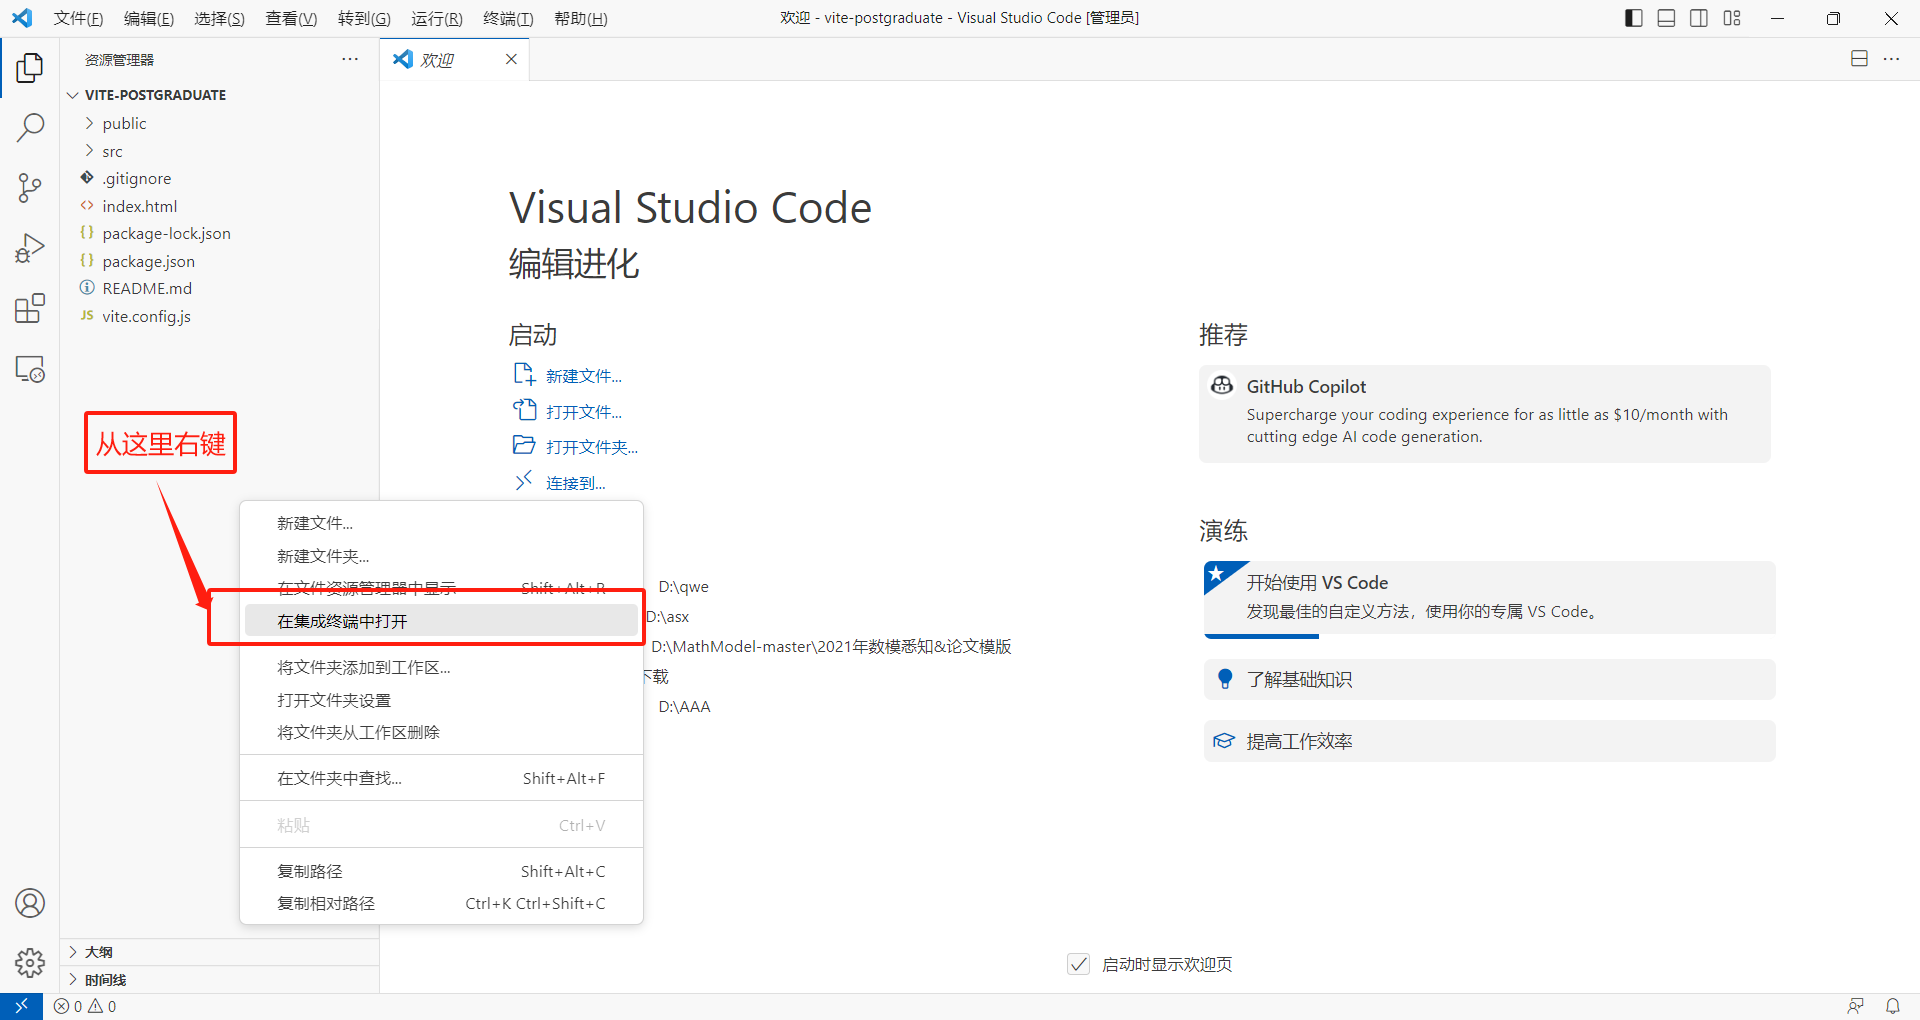 文件(F) 编辑(E) 选择(S) 查看(V) 转到(G) 运行(R) 终端(T) 帮助(H) 欢迎 - vite-postgraduate - Visual Studio Code [管理员]
资源管理器
欢迎
VITE-POSTGRADUATE
public
src
.gitignore
index.html
package-lock.json
package.json
README.md
JS vite.config.js
从这里右键
大纲
时间线
0 0
Visual Studio Code
编辑进化
启动
新建文件...
打开文件...
打开文件夹...
连接到...
D:\qwe
D:\asx
D:\MathModel-master\2021年数模悉知&论文模版
下载
D:\AAA
新建文件...
新建文件夹...
在文件资源管理器中显示 Shift+Alt+R
在集成终端中打开
将文件夹添加到工作区...
打开文件夹设置
将文件夹从工作区删除
在文件夹中查找... Shift+Alt+F
粘贴 Ctrl+V
复制路径 Shift+Alt+C
复制相对路径 Ctrl+K Ctrl+Shift+C
推荐
GitHub Copilot
Supercharge your coding experience for as little as $10/month with
cutting edge AI code generation.
演练
开始使用 VS Code
发现最佳的自定义方法，使用你的专属 VS Code。
了解基础知识
提高工作效率
启动时显示欢迎页